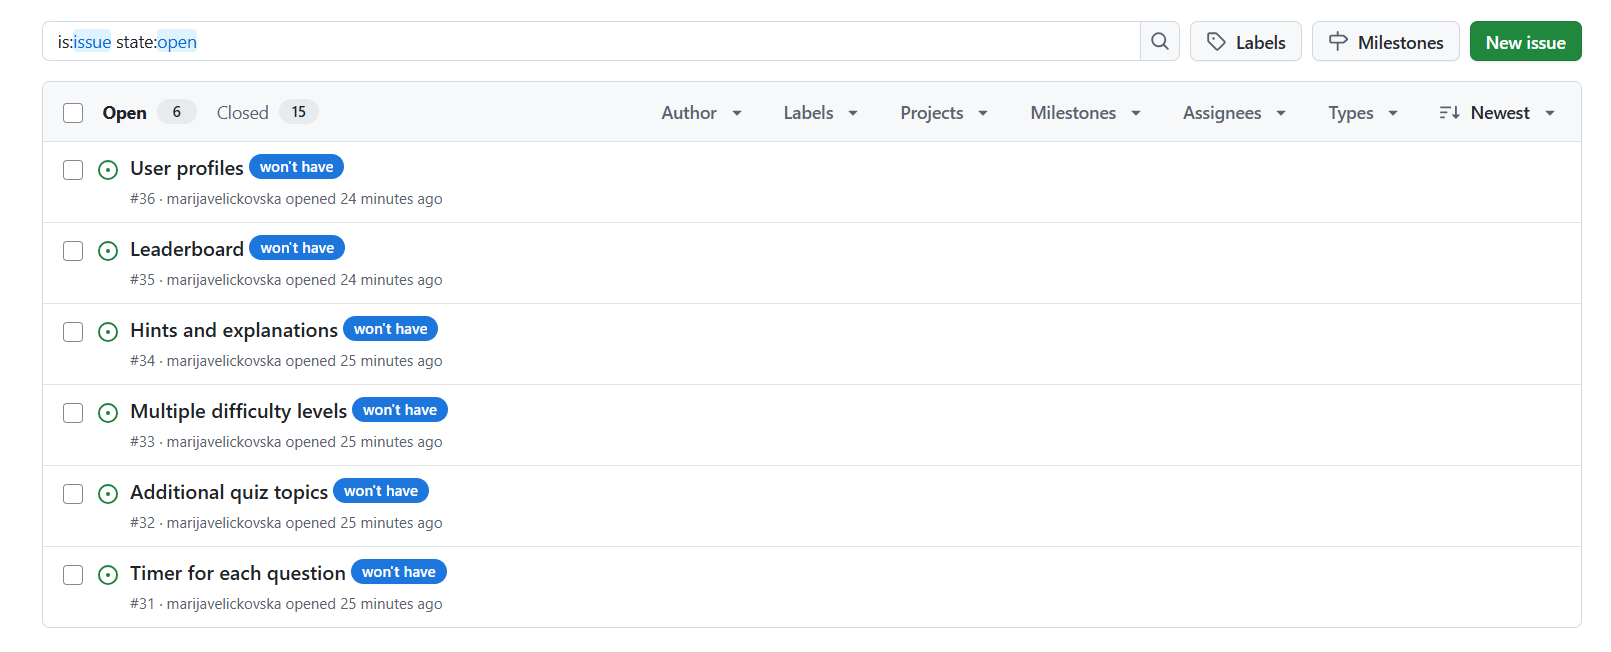 is:issue state:open
Labels
Milestones
New issue
Open 6 Closed 15 Author Labels Projects Milestones Assignees Types Newest
User profiles won't have
#36 · marijavelickovska opened 24 minutes ago
Leaderboard won't have
#35 · marijavelickovska opened 24 minutes ago
Hints and explanations won't have
#34 · marijavelickovska opened 25 minutes ago
Multiple difficulty levels won't have
#33 · marijavelickovska opened 25 minutes ago
Additional quiz topics won't have
#32 · marijavelickovska opened 25 minutes ago
Timer for each question won't have
#31 · marijavelickovska opened 25 minutes ago